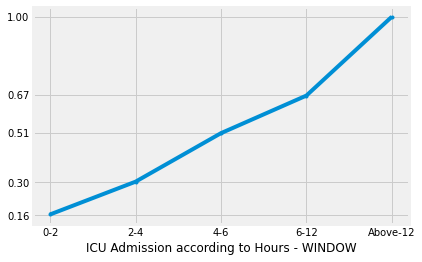 1.00
0.67
0.51
0.30
0.16
0-2 2-4 4-6 6-12 Above-12
ICU Admission according to Hours - WINDOW